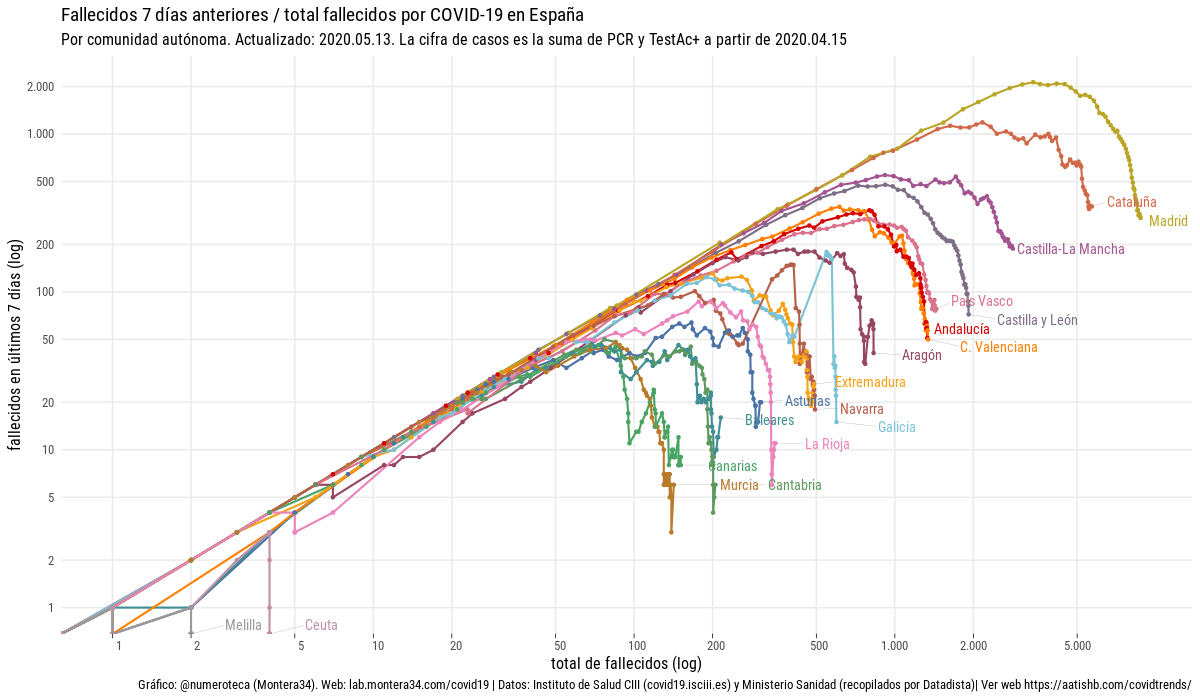 Fallecidos 7 días anteriores / total fallecidos por COVID-19 en España
Por comunidad autónoma. Actualizado: 2020.05.13. La cifra de casos es la suma de PCR y TestAc+ a partir de 2020.04.15
fallecidos en últimos 7 días (log)
2.000
1.000
500
200
100
50
20
10
5
2
1
Cataluña
Madrid
Castilla-La Mancha
País Vasco
Castilla y León
Andalucía
C. Valenciana
Aragón
Extremadura
Asturias
Navarra
Baleares
Galicia
La Rioja
Canarias
Murcia
Cantabria
Melilla
Ceuta
1
2
5
10
20
50
100
200
500
1.000
2.000
5.000
total de fallecidos (log)
Gráfico: @numeroteca (Montera34). Web: lab.montera34.com/covid19 | Datos: Instituto de Salud CIII (covid19.isciii.es) y Ministerio Sanidad (recopilados por Datadista)| Ver web https://aatishb.com/covidtrends/